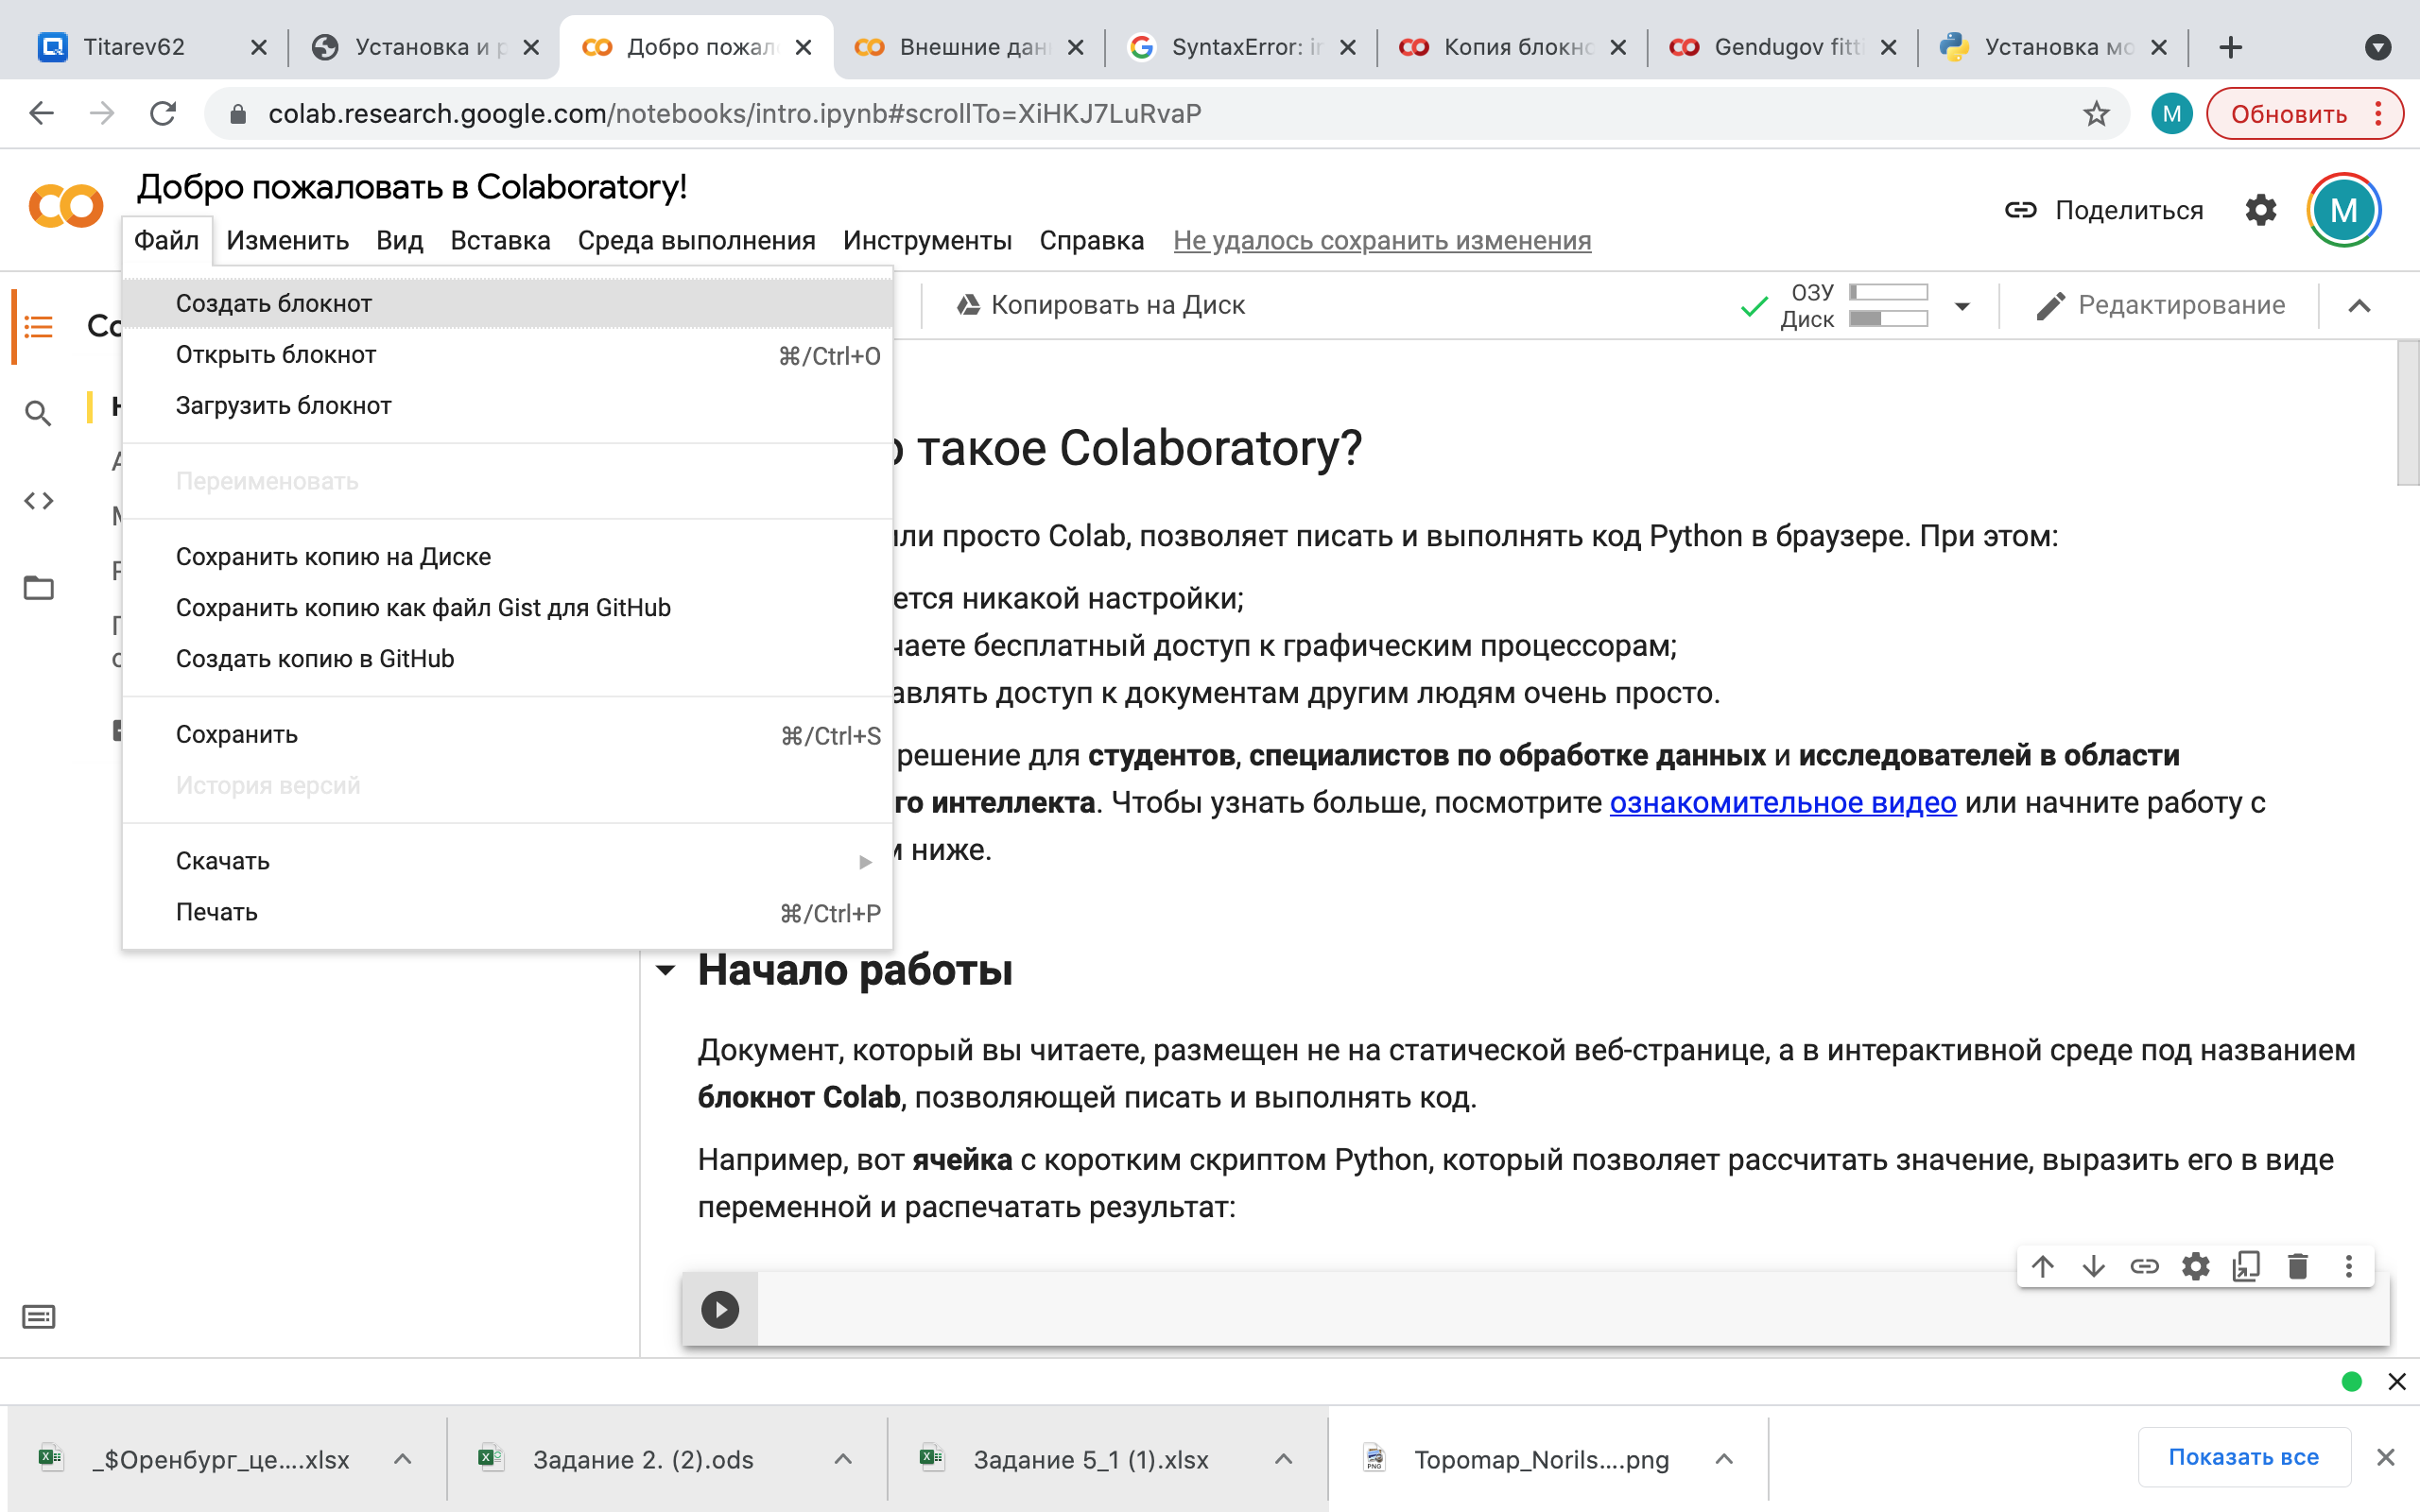 Titarev62
Установка и р
Добро пожал
Внешние дан
SyntaxError: in
Копия блокно
Gendugov fitti
Установка мо
colab.research.google.com/notebooks/intro.ipynb#scrollTo=XiHKJ7LuRvaP
M
Обновить
Добро пожаловать в Colaboratory!
Поделиться
M
Файл Изменить Вид Вставка Среда выполнения Инструменты Справка Не удалось сохранить изменения
Со
Копировать на Диск
ОЗУ
Диск
Редактирование
Создать блокнот
Открыть блокнот ⌘/Ctrl+O
Загрузить блокнот
Переименовать
Сохранить копию на Диске
Сохранить копию как файл Gist для GitHub
Создать копию в GitHub
Сохранить ⌘/Ctrl+S
История версий
Скачать
Печать ⌘/Ctrl+P
о такое Colaboratory?
или просто Colab, позволяет писать и выполнять код Python в браузере. При этом:
ется никакой настройки;
чаете бесплатный доступ к графическим процессорам;
авлять доступ к документам другим людям очень просто.
решение для студентов, специалистов по обработке данных и исследователей в области
го интеллекта. Чтобы узнать больше, посмотрите ознакомительное видео или начните работу с
м ниже.
Начало работы
Документ, который вы читаете, размещен не на статической веб-странице, а в интерактивной среде под названием
блокнот Colab, позволяющей писать и выполнять код.
Например, вот ячейка с коротким скриптом Python, который позволяет рассчитать значение, выразить его в виде
переменной и распечатать результат:
_$Оренбург_це....xlsx
Задание 2. (2).ods
Задание 5_1 (1).xlsx
Topomap_Norils....png
Показать все